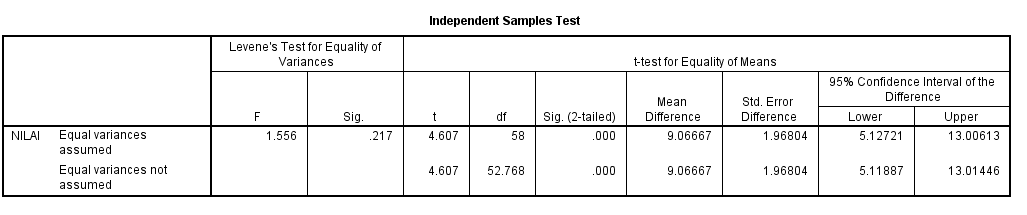 Independent Samples Test
Levene's Test for Equality of
Variances
t-test for Equality of Means
95% Confidence Interval of the
Difference
F Sig. t df Sig. (2-tailed) Mean
Difference Std. Error
Difference Lower Upper
NILAI Equal variances
assumed 1.556 .217 4.607 58 .000 9.06667 1.96804 5.12721 13.00613
Equal variances not
assumed 4.607 52.768 .000 9.06667 1.96804 5.11887 13.01446